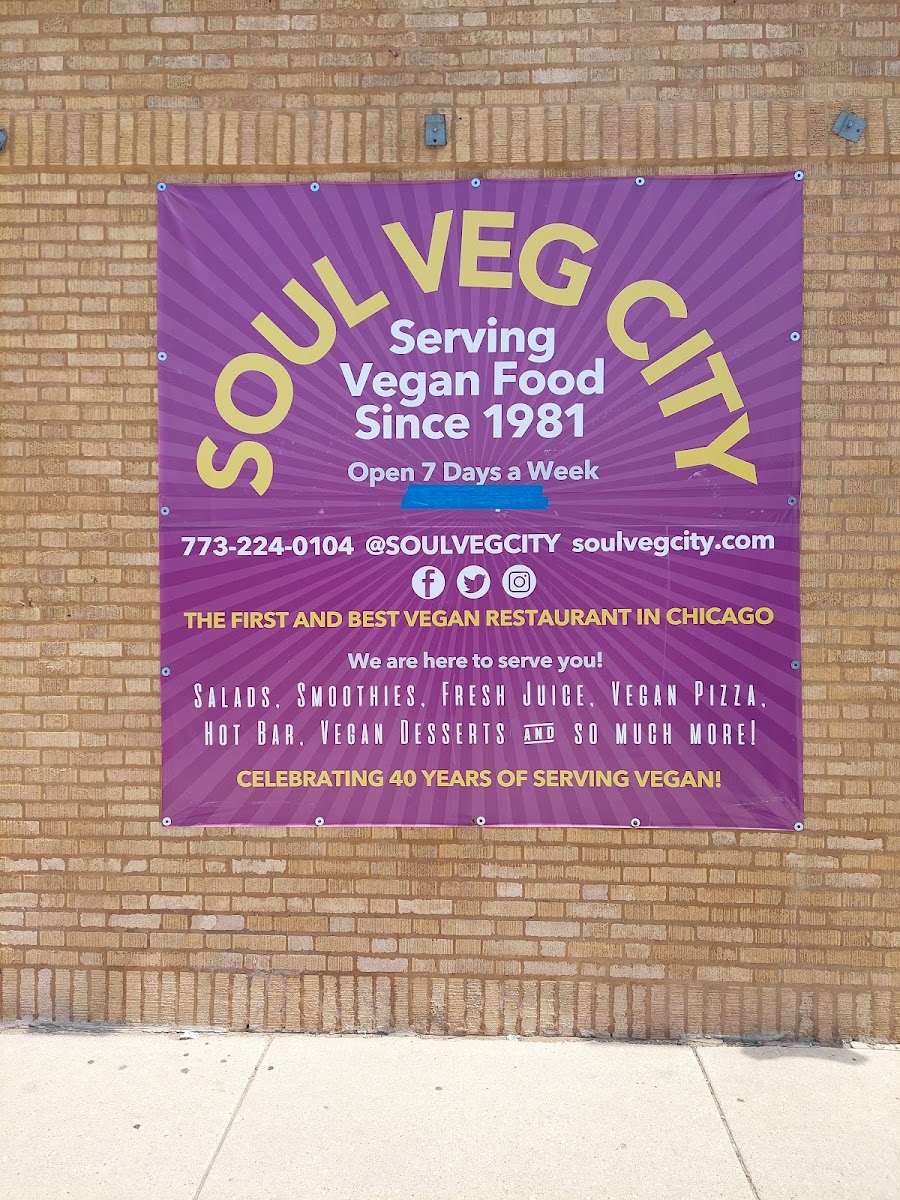 SOUL VEG CITY
Serving
Vegan Food
Since 1981
Open 7 Days a Week
773-224-0104 @SOULVEGCITY soulvegcity.com
THE FIRST AND BEST VEGAN RESTAURANT IN CHICAGO
We are here to serve you!
SALADS, SMOOTHIES, FRESH JUICE, VEGAN PIZZA,
HOT BAR, VEGAN DESSERTS AND SO MUCH MORE!
CELEBRATING 40 YEARS OF SERVING VEGAN!